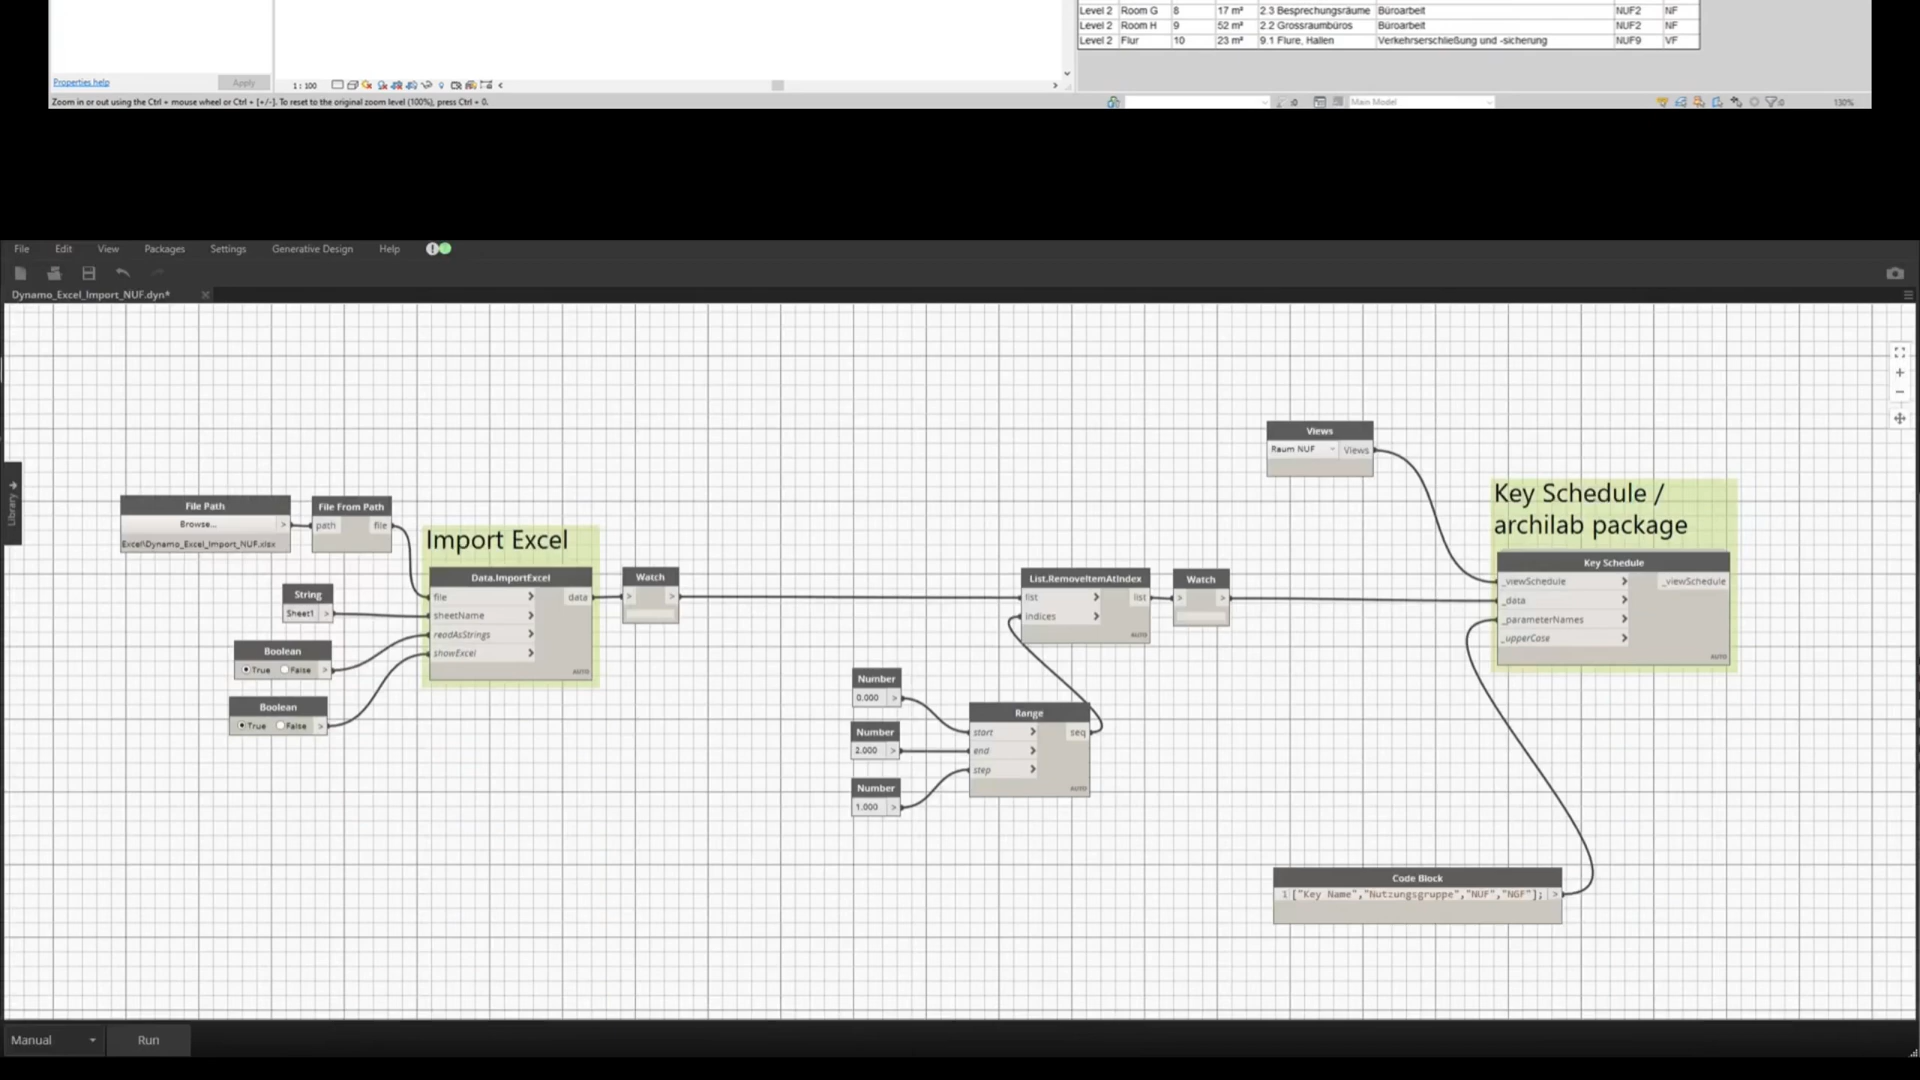 Level 2 Room G 8 17 m² 2.3 Besprechungsräume Büroarbeit NUF2 NF
Level 2 Room H 9 52 m² 2.2 Grossraumbüros Büroarbeit NUF2 NF
Level 2 Flur 10 23 m² 9.1 Flure, Hallen Verkehrserschließung und -sicherung NUF9 VF
Properties help Apply
1 : 100
Zoom in or out using the Ctrl + mouse wheel or Ctrl + [+/-]. To reset to the original zoom level (100%), press Ctrl + 0.
:0 Main Model :0 130%
File Edit View Packages Settings Generative Design Help
Dynamo_Excel_Import_NUF.dyn*
Library
File Path
Browse... >
Excel\Dynamo_Excel_Import_NUF.xlsx
File From Path
path file
String
Sheet1 >
Boolean
True False >
Boolean
True False >
Import Excel
Data.ImportExcel
file > data
sheetName >
readAsStrings >
showExcel >
AUTO
Watch
> >
Number
0.000 >
Number
2.000 >
Number
1.000 >
Range
start > seq
end >
step >
AUTO
List.RemoveItemAtIndex
list > list
indices >
AUTO
Watch
> >
Views
Raum NUF Views
Key Schedule /
archilab package
Key Schedule
_viewSchedule > _viewSchedule
_data >
_parameterNames >
_upperCase >
AUTO
Code Block
1 ["Key Name","Nutzungsgruppe","NUF","NGF"]; >
Manual Run